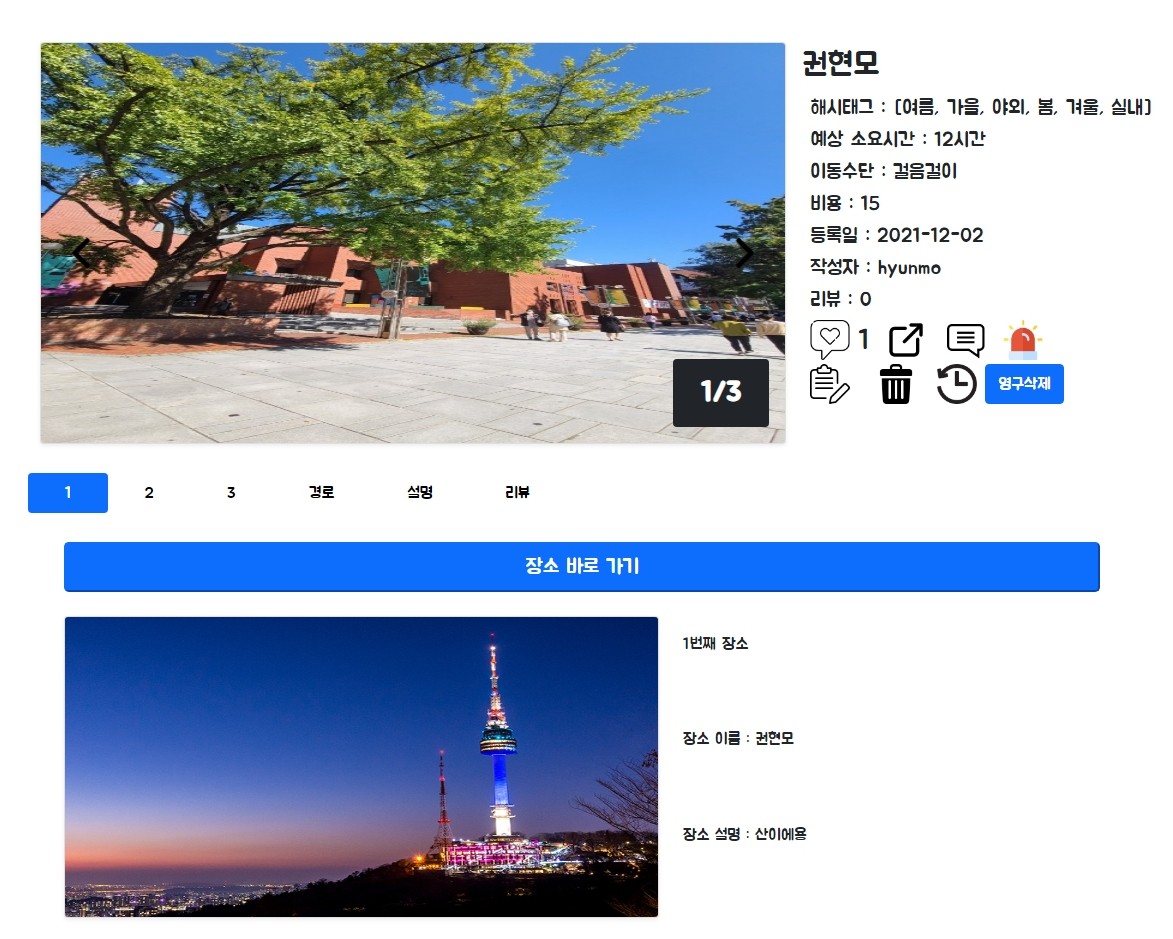 권현모
해시태그 : [여름, 가을, 야외, 봄, 겨울, 실내]
예상 소요시간 : 12시간
이동수단 : 걸음걸이
비용 : 15
등록일 : 2021-12-02
작성자 : hyunmo
리뷰 : 0
1
영구삭제
1/3
1 2 3 경로 설명 리뷰
장소 바로 가기
1번째 장소
장소 이름 : 권현모
장소 설명 : 산이에용